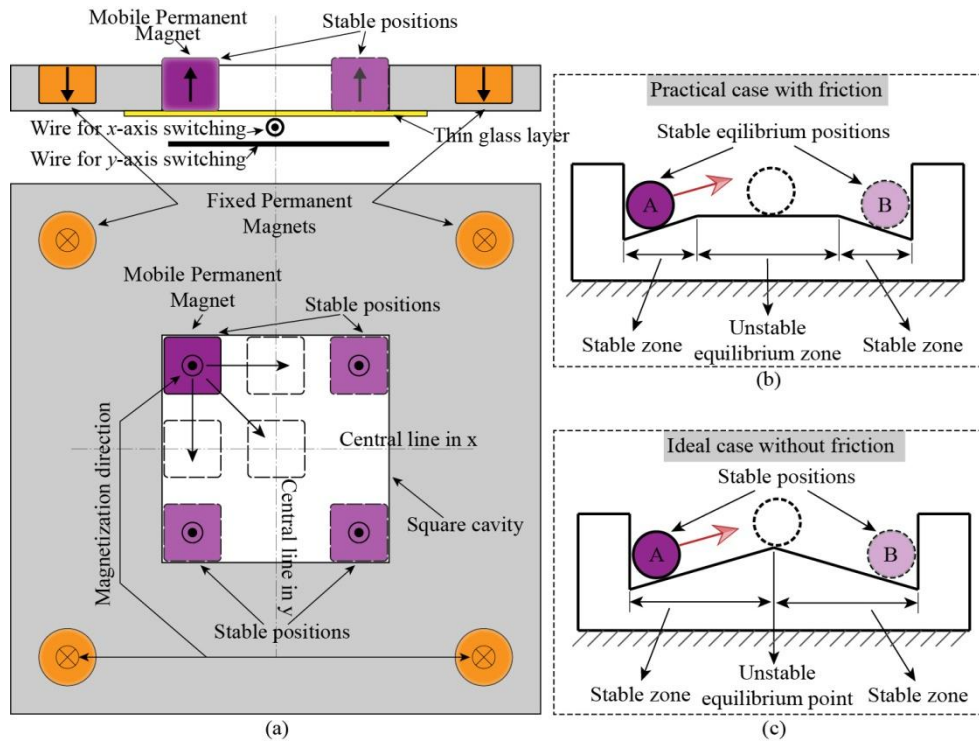 Mobile Permanent
Magnet
Stable positions
Wire for x-axis switching
Wire for y-axis switching
Thin glass layer
Fixed Permanent
Magnets
Mobile Permanent
Magnet
Stable positions
Magnetization direction
Central line in x
Central line in y
Square cavity
Stable positions
(a)
Practical case with friction
Stable eqilibrium positions
A
B
Stable zone
Unstable
equilibrium zone
Stable zone
(b)
Ideal case without friction
Stable positions
A
B
Stable zone
Unstable
equilibrium point
Stable zone
(c)